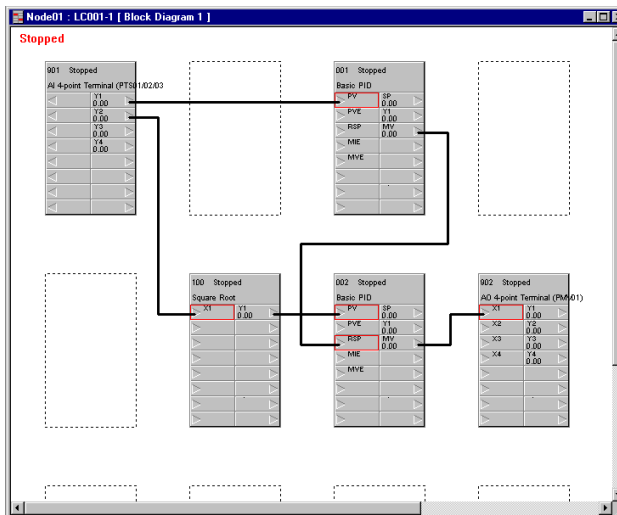 Node01 : LC001-1 [ Block Diagram 1 ]
Stopped
901 Stopped
AI 4-point Terminal (PTS01/02/03
Y1
0.00
Y2
0.00
Y3
0.00
Y4
0.00
001 Stopped
Basic PID
PV SP
0.00
PVE Y1
0.00
RSP MV
0.00
MIE
MVE
100 Stopped
Square Root
X1 Y1
0.00
002 Stopped
Basic PID
PV SP
0.00
PVE Y1
0.00
RSP MV
0.00
MIE
MVE
902 Stopped
AO 4-point Terminal (PMV01)
X1 Y1
0.00
X2 Y2
0.00
X3 Y3
0.00
X4 Y4
0.00